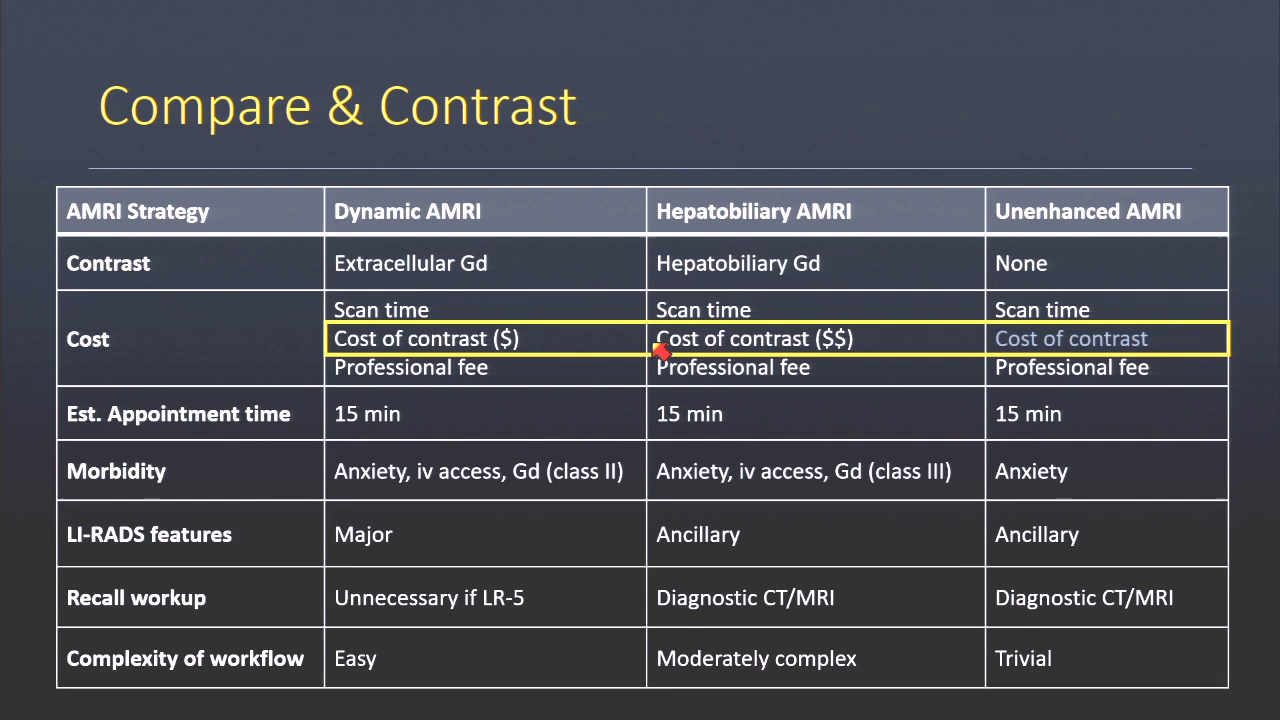 Compare & Contrast
AMRI Strategy Dynamic AMRI Hepatobiliary AMRI Unenhanced AMRI
Contrast Extracellular Gd Hepatobiliary Gd None
Scan time Scan time Scan time
Cost Cost of contrast ($) Cost of contrast ($$) Cost of contrast
Professional fee Professional fee Professional fee
Est. Appointment time 15 min 15 min 15 min
Morbidity Anxiety, iv access, Gd (class II) Anxiety, iv access, Gd (class III) Anxiety
LI-RADS features Major Ancillary Ancillary
Recall workup Unnecessary if LR-5 Diagnostic CT/MRI Diagnostic CT/MRI
Complexity of workflow Easy Moderately complex Trivial